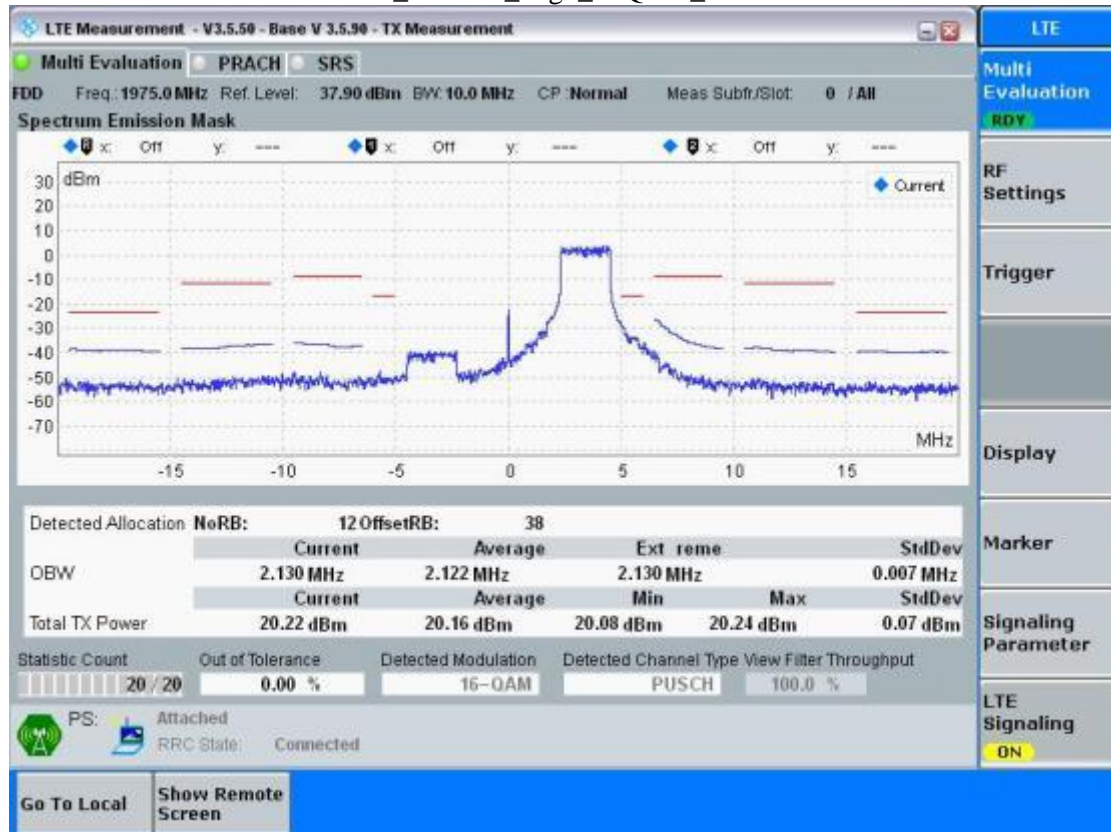 LTE Measurement - V3.5.50 - Base V 3.5.90 - TX Measurement
LTE
Multi Evaluation PRACH SRS
Multi
Evaluation
RDY
FDD Freq.: 1975.0 MHz Ref. Level: 37.90 dBm BW: 10.0 MHz CP :Normal Meas Subfr/Slot: 0 / All
Spectrum Emission Mask
x: Off y: --- x: Off y: --- x: Off y: ---
dBm
Current
30
20
10
0
-10
-20
-30
-40
-50
-60
-70
MHz
-15 -10 -5 0 5 10 15
RF
Settings
Trigger
Display
Marker
Signaling
Parameter
LTE
Signaling
ON
Detected Allocation NoRB: 12 OffsetRB: 38
Current Average Ext reme StdDev
OBW 2.130 MHz 2.122 MHz 2.130 MHz 0.007 MHz
Current Average Min Max StdDev
Total TX Power 20.22 dBm 20.16 dBm 20.08 dBm 20.24 dBm 0.07 dBm
Statistic Count Out of Tolerance Detected Modulation Detected Channel Type View Filter Throughput
20 / 20 0.00 % 16-QAM PUSCH 100.0 %
PS: Attached
RRC State: Connected
Go To Local
Show Remote
Screen